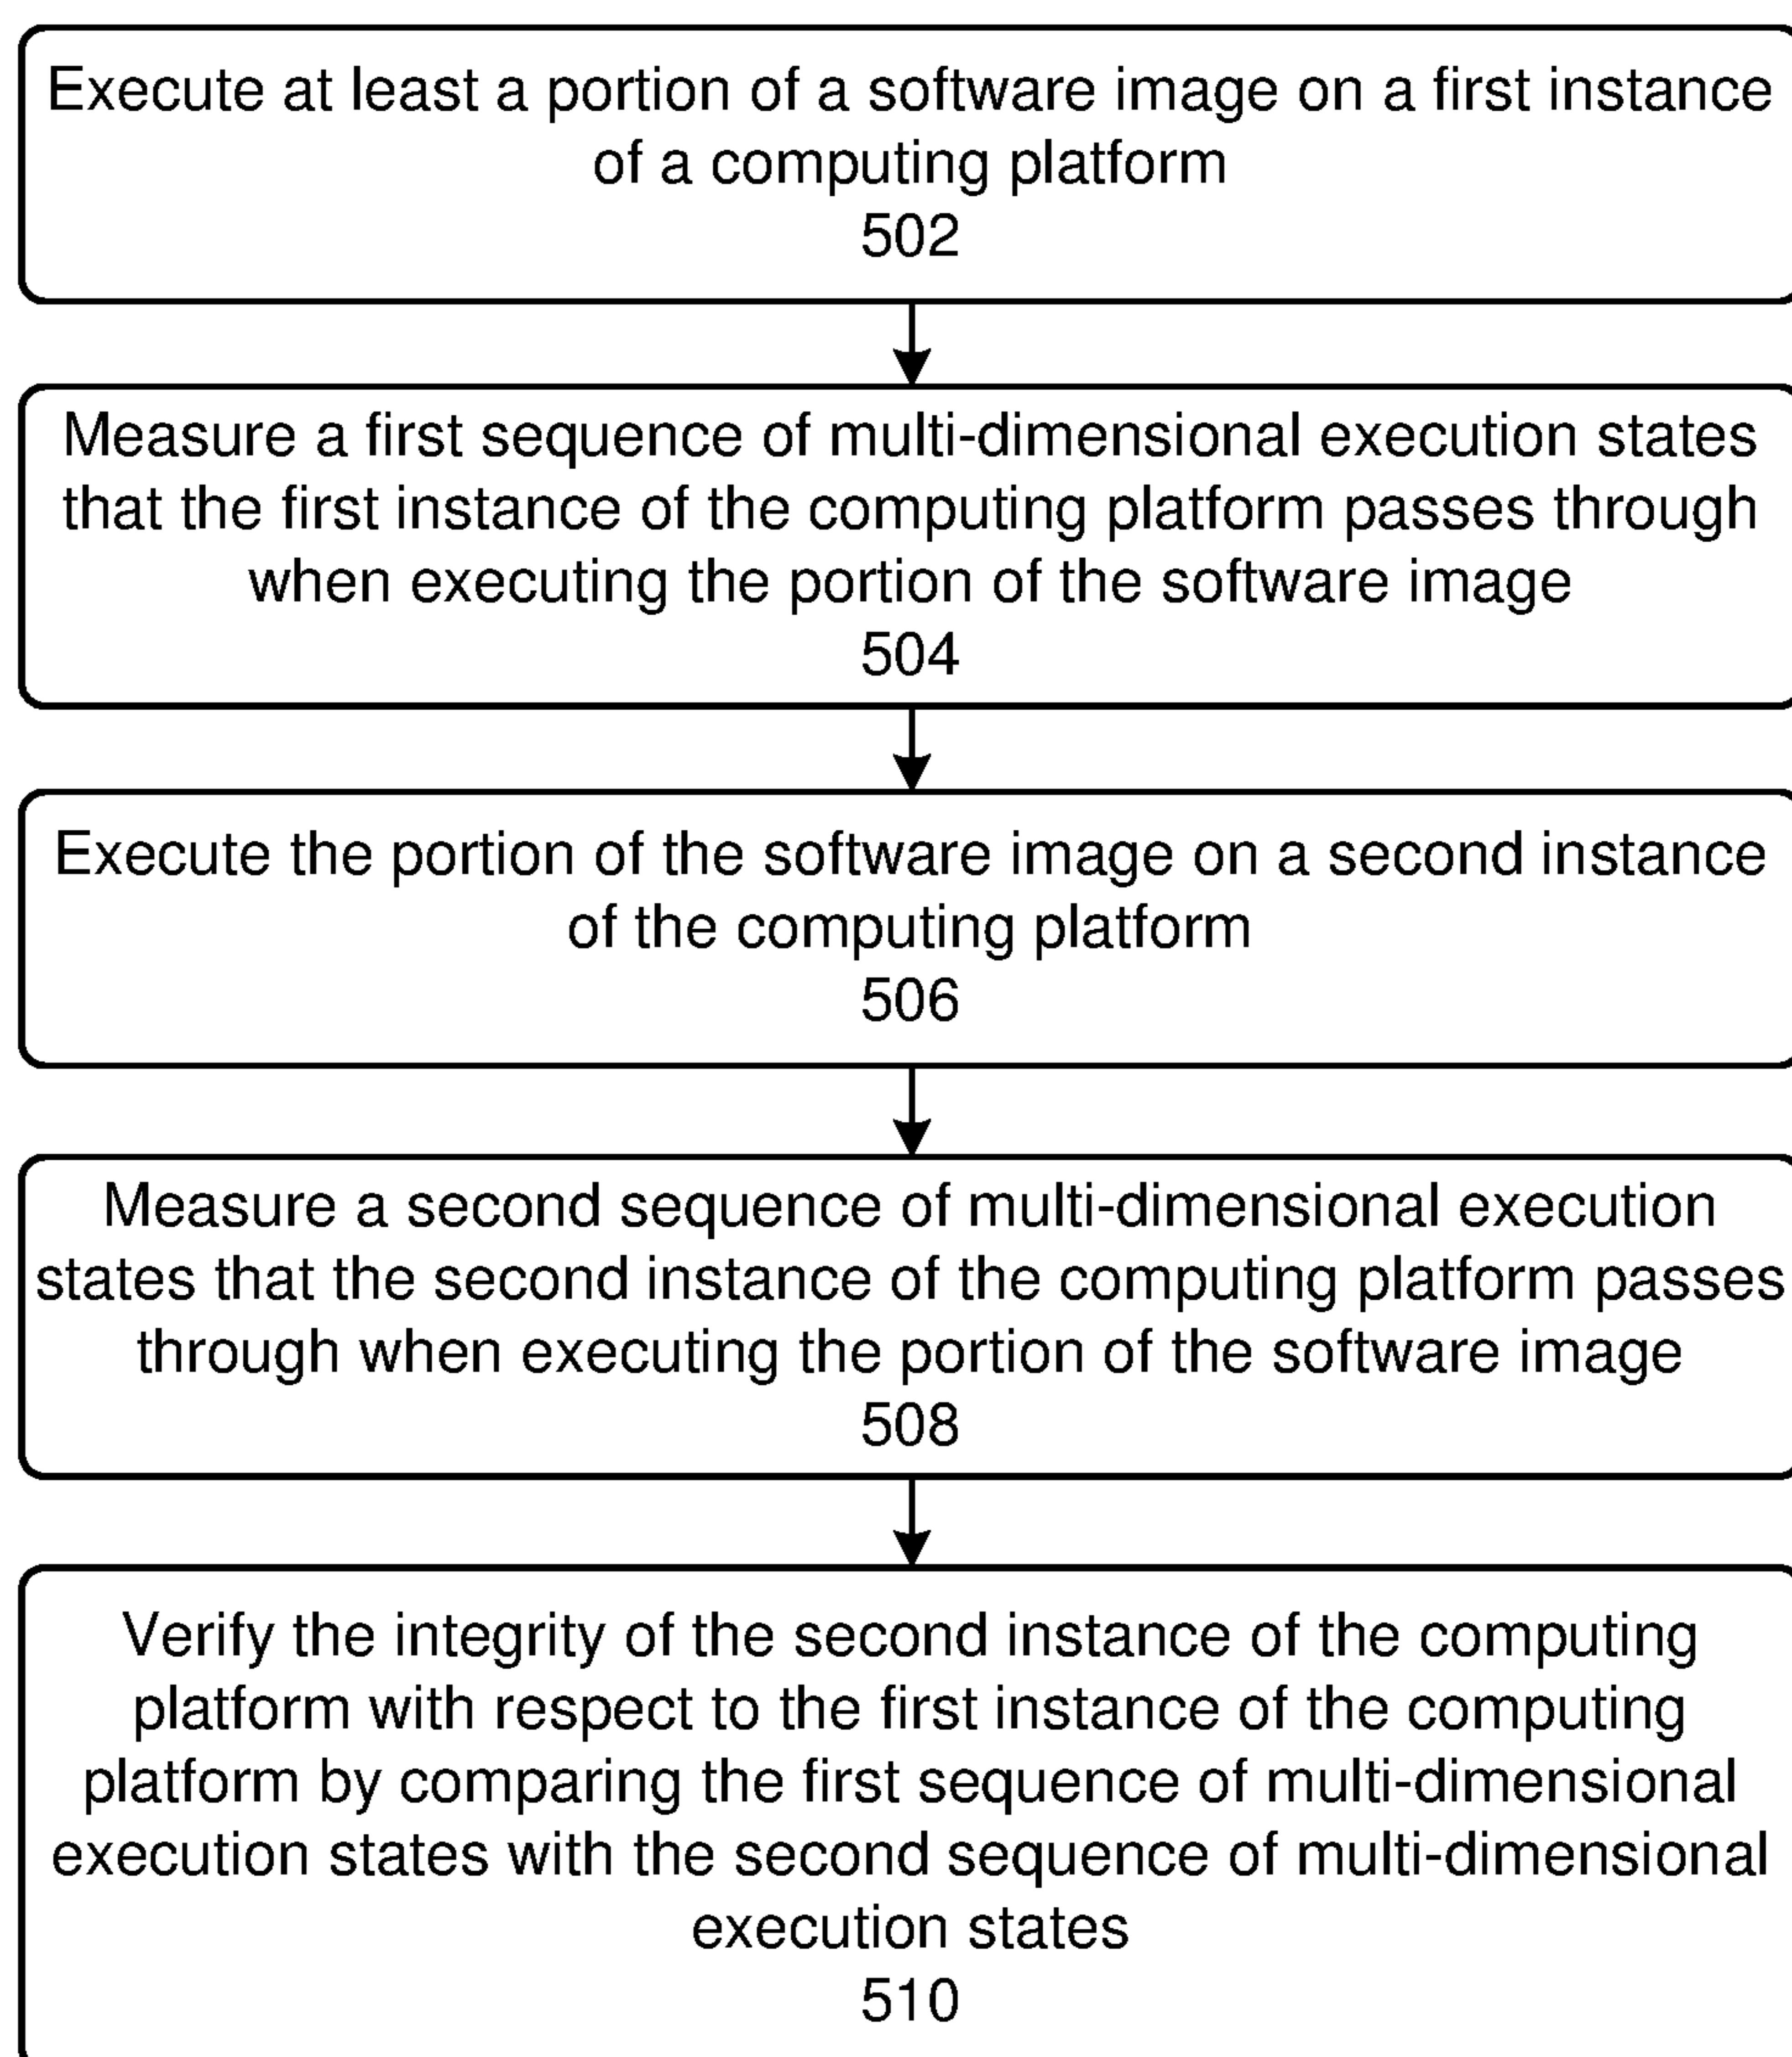 Execute at least a portion of a software image on a first instance
of a computing platform
502
Measure a first sequence of multi-dimensional execution states
that the first instance of the computing platform passes through
when executing the portion of the software image
504
Execute the portion of the software image on a second instance
of the computing platform
506
Measure a second sequence of multi-dimensional execution
states that the second instance of the computing platform passes
through when executing the portion of the software image
508
Verify the integrity of the second instance of the computing
platform with respect to the first instance of the computing
platform by comparing the first sequence of multi-dimensional
execution states with the second sequence of multi-dimensional
execution states
510